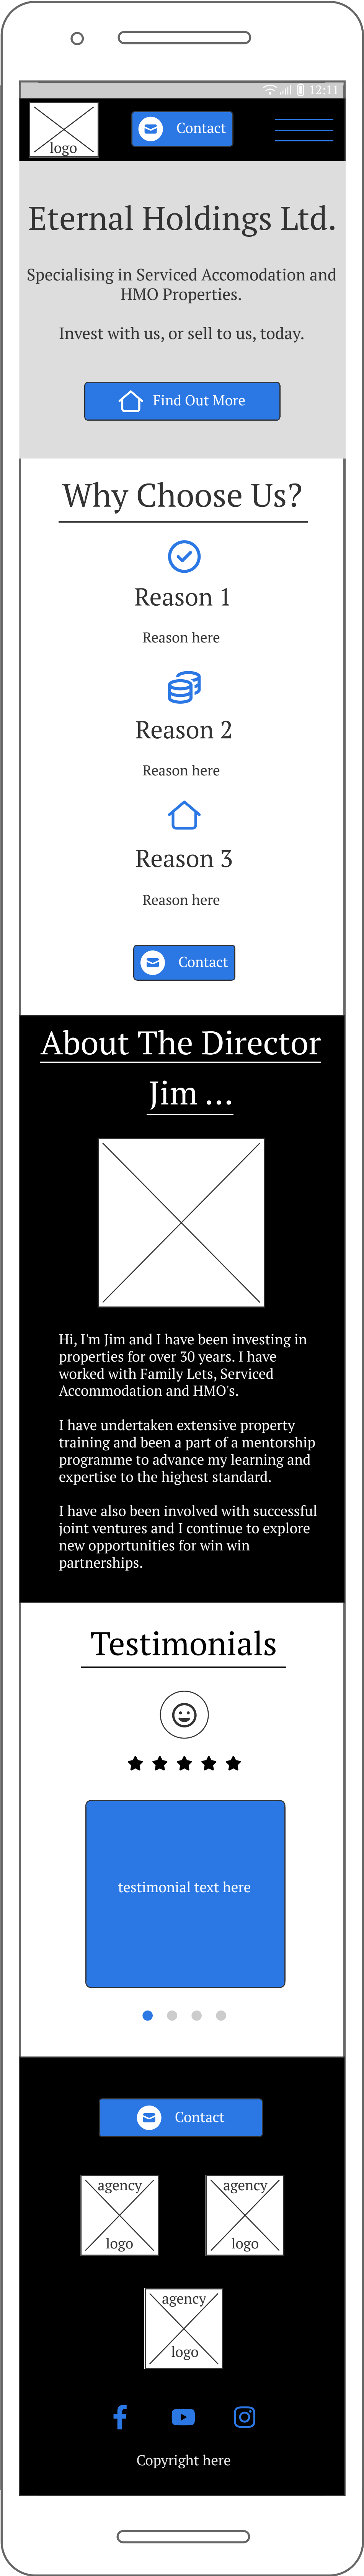 12:11
logo
Contact
Eternal Holdings Ltd.
Specialising in Serviced Accomodation and
HMO Properties.
Invest with us, or sell to us, today.
Find Out More
Why Choose Us?
Reason 1
Reason here
Reason 2
Reason here
Reason 3
Reason here
Contact
About The Director
Jim ...
Hi, I'm Jim and I have been investing in
properties for over 30 years. I have
worked with Family Lets, Serviced
Accommodation and HMO's.
I have undertaken extensive property
training and been a part of a mentorship
programme to advance my learning and
expertise to the highest standard.
I have also been involved with successful
joint ventures and I continue to explore
new opportunities for win win
partnerships.
Testimonials
testimonial text here
Contact
agency
logo
agency
logo
agency
logo
Copyright here